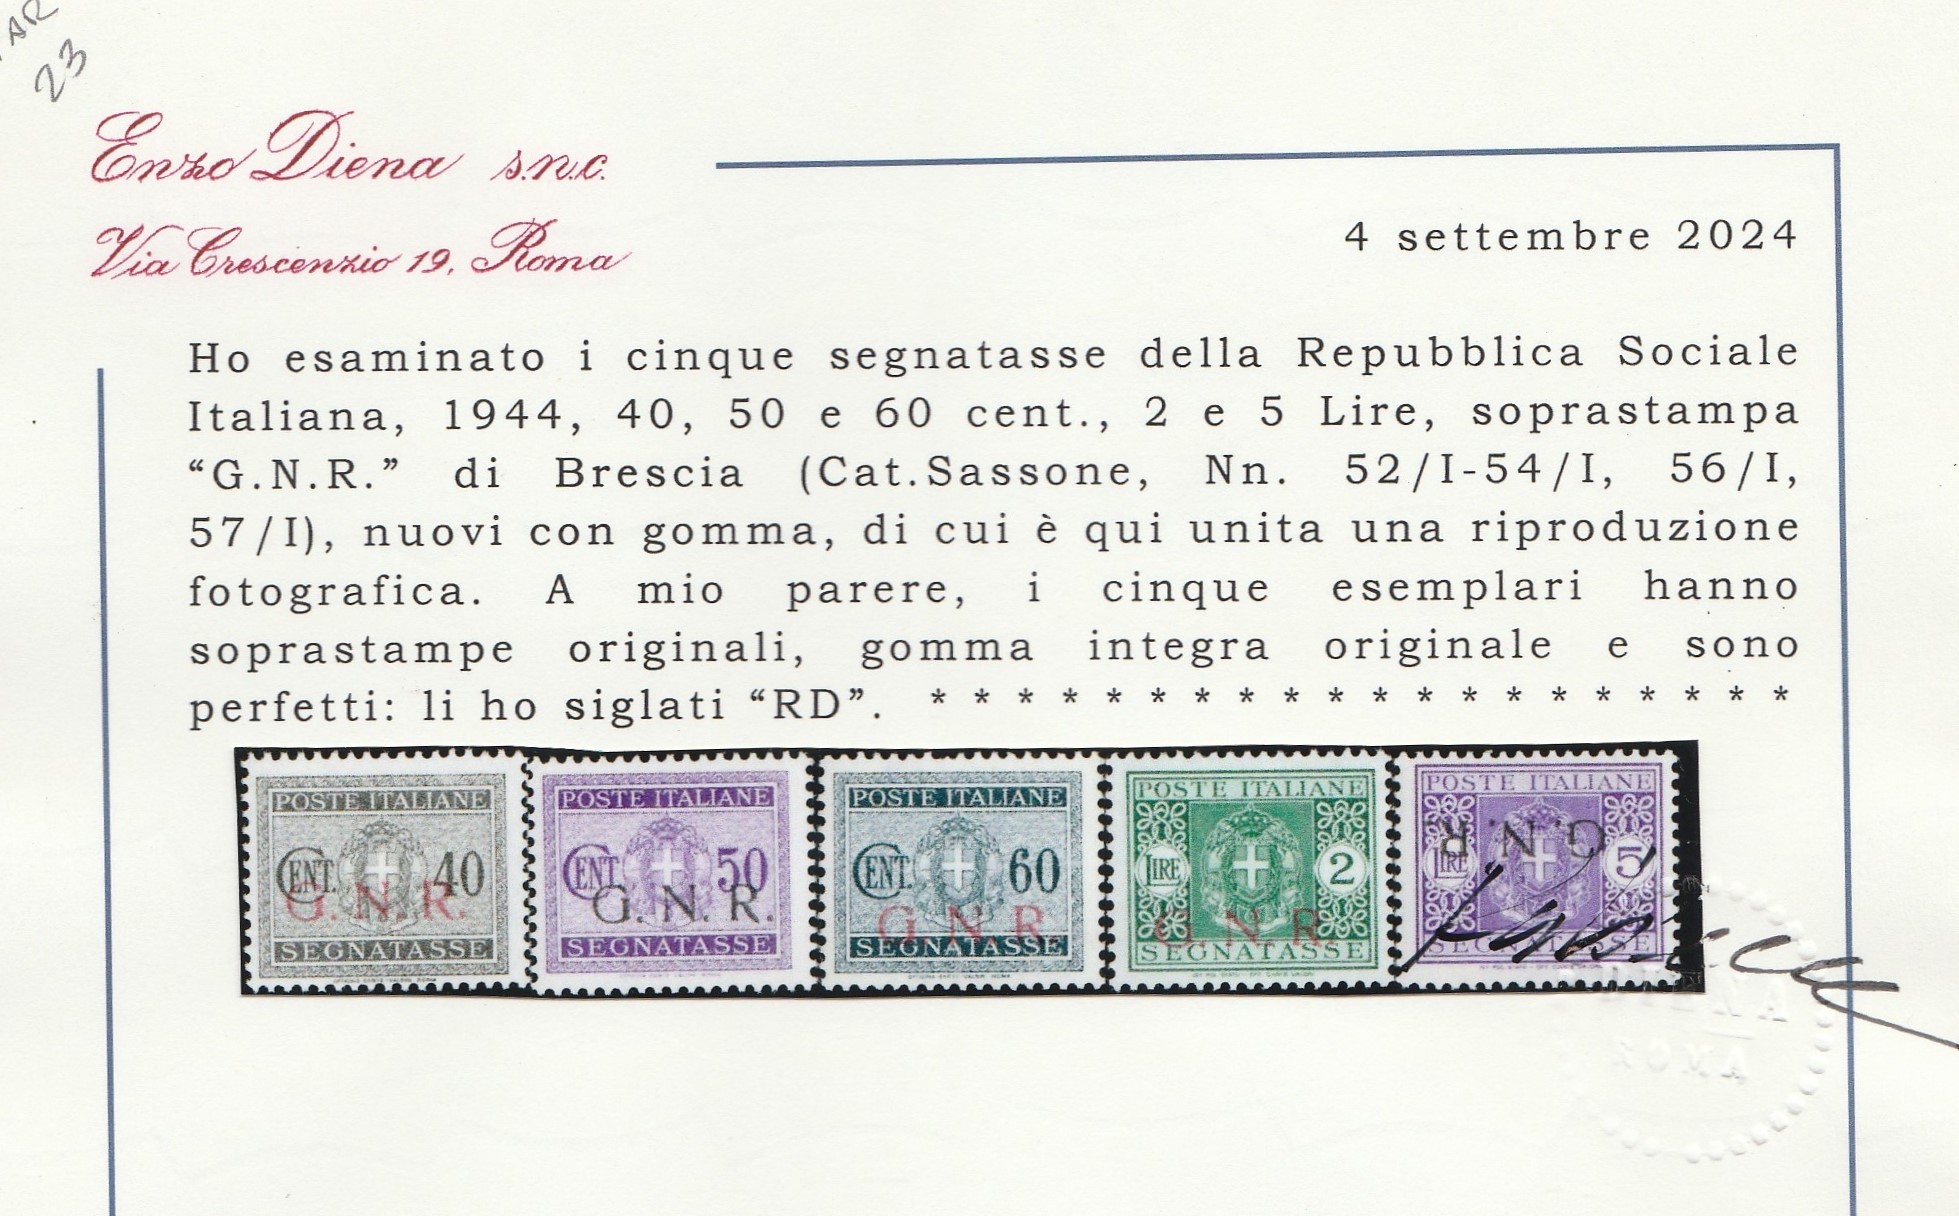 AR
23
Enzo Diena s.n.c.
Via Crescenzio 19, Roma
4 settembre 2024
Ho esaminato i cinque segnatasse della Repubblica Sociale
Italiana, 1944, 40, 50 e 60 cent., 2 e 5 Lire, soprastampa
“G.N.R.” di Brescia (Cat.Sassone, Nn. 52/I-54/I, 56/I,
57/I), nuovi con gomma, di cui è qui unita una riproduzione
fotografica. A mio parere, i cinque esemplari hanno
soprastampe originali, gomma integra originale e sono
perfetti: li ho siglati “RD”. * * * * * * * * * * * * * * * * * * * *
POSTE ITALIANE
CENT. 40
G. N. R.
SEGNATASSE
POSTE ITALIANE
CENT. 50
G. N. R.
SEGNATASSE
POSTE ITALIANE
CENT. 60
G. N. R.
SEGNATASSE
POSTE ITALIANE
LIRE 2
G. N. R.
SEGNATASSE
POSTE ITALIANE
G. N. R.
LIRE 5
SEGNATASSE